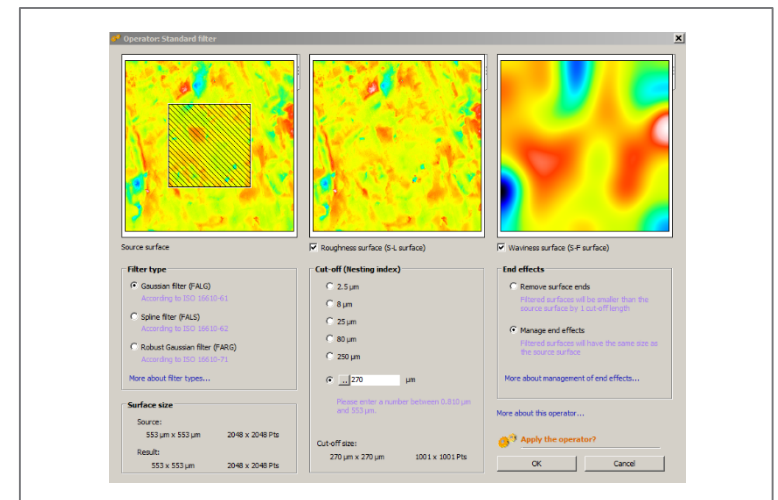 Operator: Standard filter
Source surface
Roughness surface (S-L surface)
Waviness surface (S-F surface)
Filter type
Gaussian filter (FALG)
According to ISO 16610-61
Spline filter (FALS)
According to ISO 16610-62
Robust Gaussian filter (FARG)
According to ISO 16610-71
More about filter types...
Surface size
Source:
553 µm x 553 µm 2048 x 2048 Pts
Result:
553 x 553 µm 2048 x 2048 Pts
Cut-off (Nesting index)
2.5 µm
8 µm
25 µm
80 µm
250 µm
... 270 µm
Please enter a number between 0.810 µm
and 553 µm.
Cut-off size:
270 µm x 270 µm 1001 x 1001 Pts
End effects
Remove surface ends
Filtered surfaces will be smaller than the
source surface by 1 cut-off length
Manage end effects
Filtered surfaces will have the same size as
the source surface
More about management of end effects...
More about this operator...
Apply the operator?
OK
Cancel